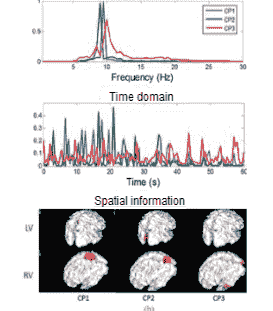 1
0.5
0
CP1
CP2
CP3
0 5 10 15 20 25 30
Frequency (Hz)
Time domain
0.4
0.3
0.2
0.1
0
0 10 20 30 40 50 60
Time (s)
Spatial information
LV
RV
CP1 CP2 CP3
(b)